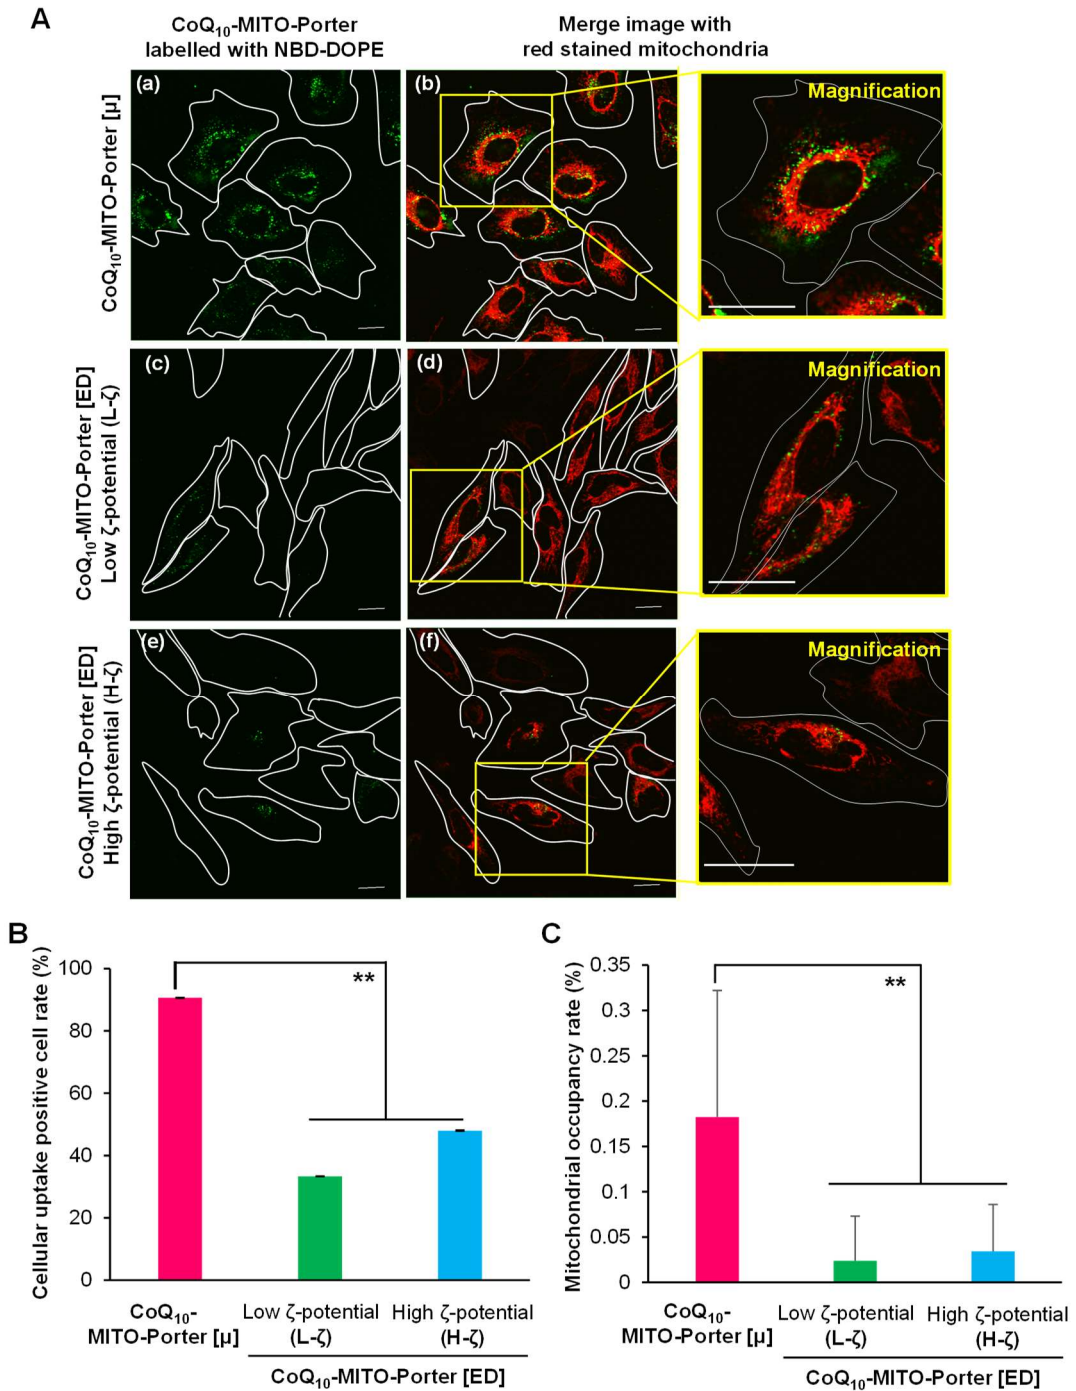 A
CoQ₁₀-MITO-Porter
labelled with NBD-DOPE
Merge image with
red stained mitochondria
CoQ₁₀-MITO-Porter [μ]
(a)
(b)
Magnification
CoQ₁₀-MITO-Porter [ED]
Low ζ-potential (L-ζ)
(c)
(d)
Magnification
CoQ₁₀-MITO-Porter [ED]
High ζ-potential (H-ζ)
(e)
(f)
Magnification
B
Cellular uptake positive cell rate (%)
100
80
60
40
20
0
**
CoQ₁₀-
MITO-Porter [μ]
Low ζ-potential
(L-ζ)
High ζ-potential
(H-ζ)
CoQ₁₀-MITO-Porter [ED]
C
Mitochondrial occupancy rate (%)
0.35
0.3
0.25
0.2
0.15
0.1
0.05
0
**
CoQ₁₀-
MITO-Porter [μ]
Low ζ-potential
(L-ζ)
High ζ-potential
(H-ζ)
CoQ₁₀-MITO-Porter [ED]